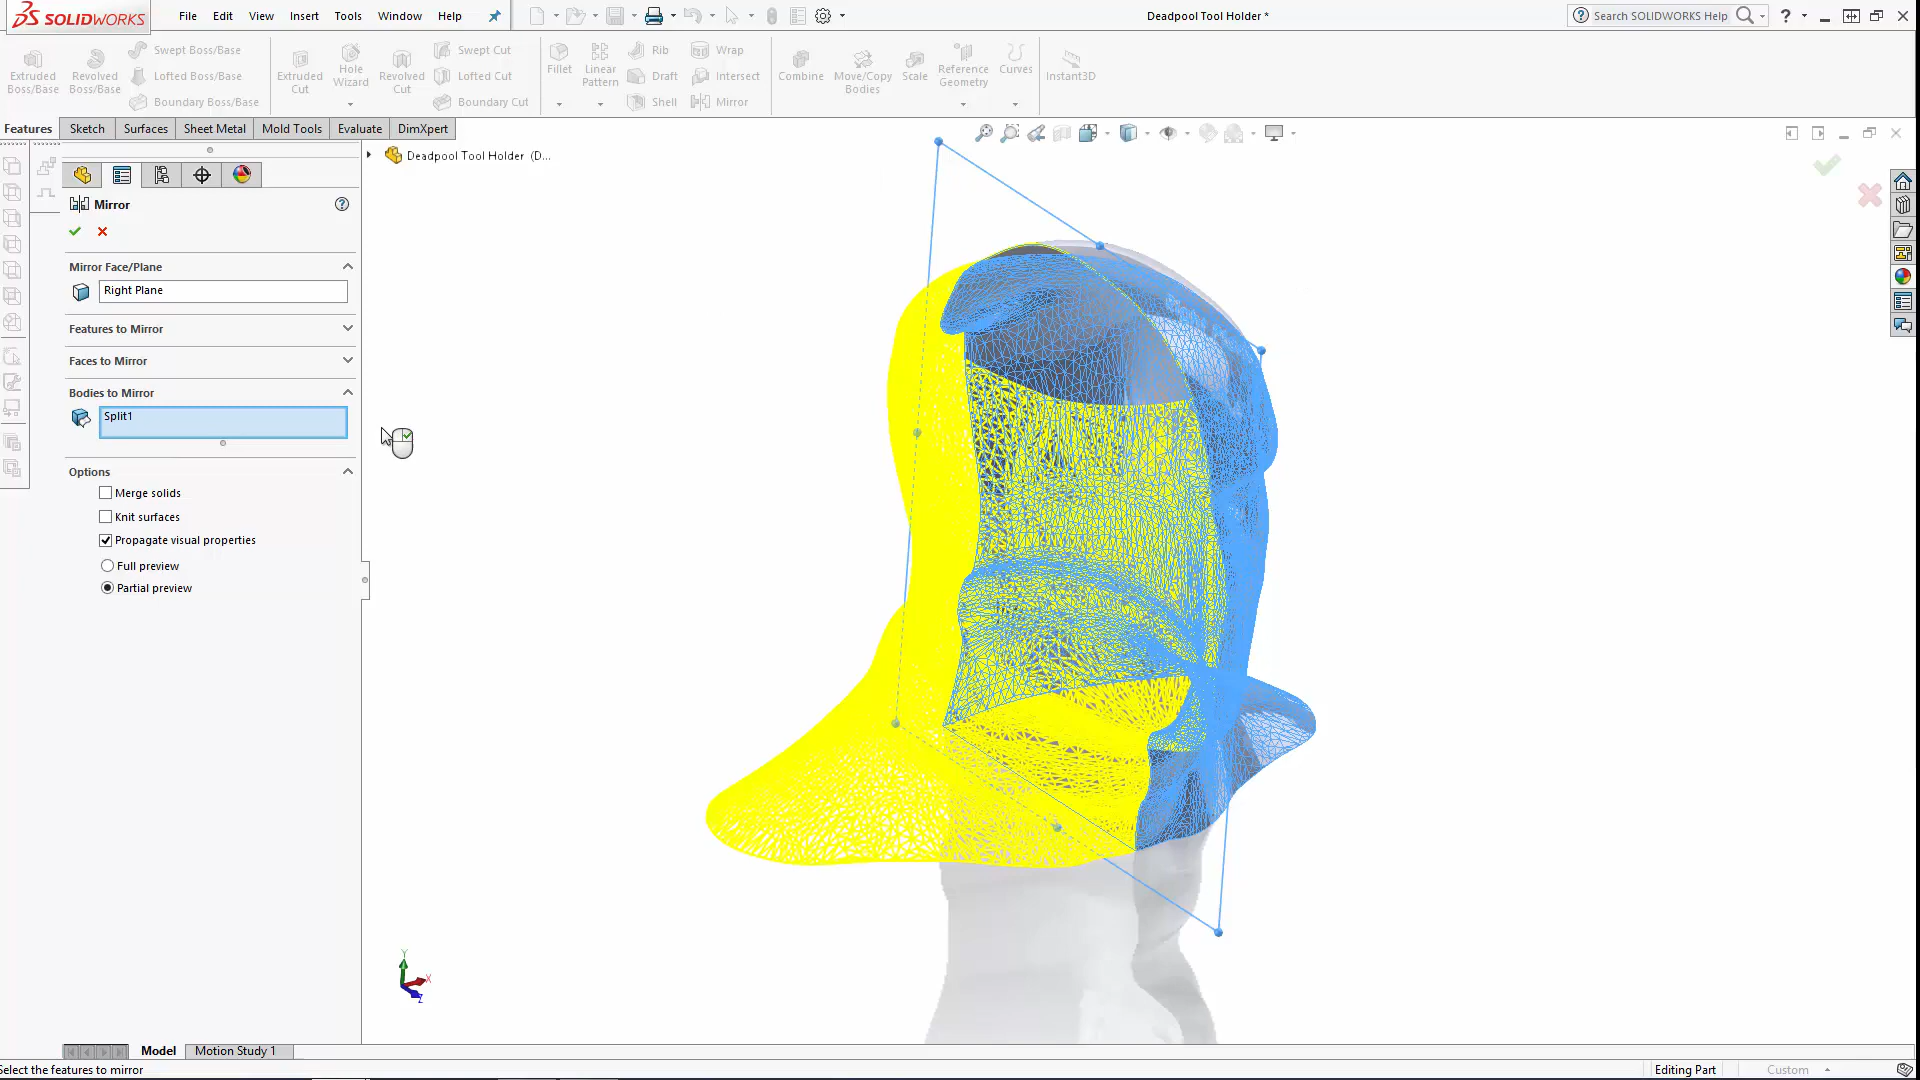 SOLIDWORKS File Edit View Insert Tools Window Help Deadpool Tool Holder * Search SOLIDWORKS Help
Extruded Boss/Base
Revolved Boss/Base
Swept Boss/Base
Lofted Boss/Base
Boundary Boss/Base
Extruded Cut
Hole Wizard
Revolved Cut
Swept Cut
Lofted Cut
Boundary Cut
Fillet
Linear Pattern
Rib
Draft
Shell
Wrap
Intersect
Mirror
Combine
Move/Copy Bodies
Scale
Reference Geometry
Curves
Instant3D
Features Sketch Surfaces Sheet Metal Mold Tools Evaluate DimXpert
Deadpool Tool Holder (D...
Mirror
Mirror Face/Plane
Right Plane
Features to Mirror
Faces to Mirror
Bodies to Mirror
Split1
Options
Merge solids
Knit surfaces
Propagate visual properties
Full preview
Partial preview
Y
X
Z
Model Motion Study 1
Select the features to mirror Editing Part Custom